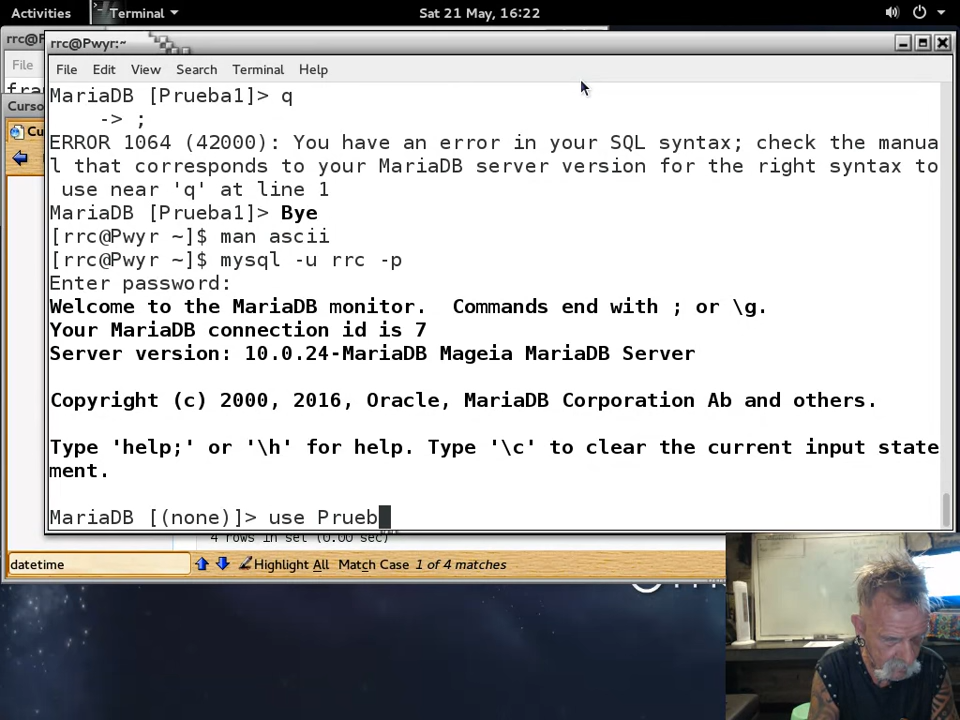 Activities
Terminal
Sat 21 May, 16:22
rrc@P
rrc@Pwyr:~
File
File Edit View Search Terminal Help
Curso
Cu
MariaDB [Prueba1]> q
-> ;
ERROR 1064 (42000): You have an error in your SQL syntax; check the manua
l that corresponds to your MariaDB server version for the right syntax to
use near 'q' at line 1
MariaDB [Prueba1]> Bye
[rrc@Pwyr ~]$ man ascii
[rrc@Pwyr ~]$ mysql -u rrc -p
Enter password:
Welcome to the MariaDB monitor.  Commands end with ; or \g.
Your MariaDB connection id is 7
Server version: 10.0.24-MariaDB Mageia MariaDB Server
Copyright (c) 2000, 2016, Oracle, MariaDB Corporation Ab and others.
Type 'help;' or '\h' for help. Type '\c' to clear the current input state
ment.
MariaDB [(none)]> use Prueb
4 rows in set (0.00 sec)
datetime
Highlight All Match Case 1 of 4 matches